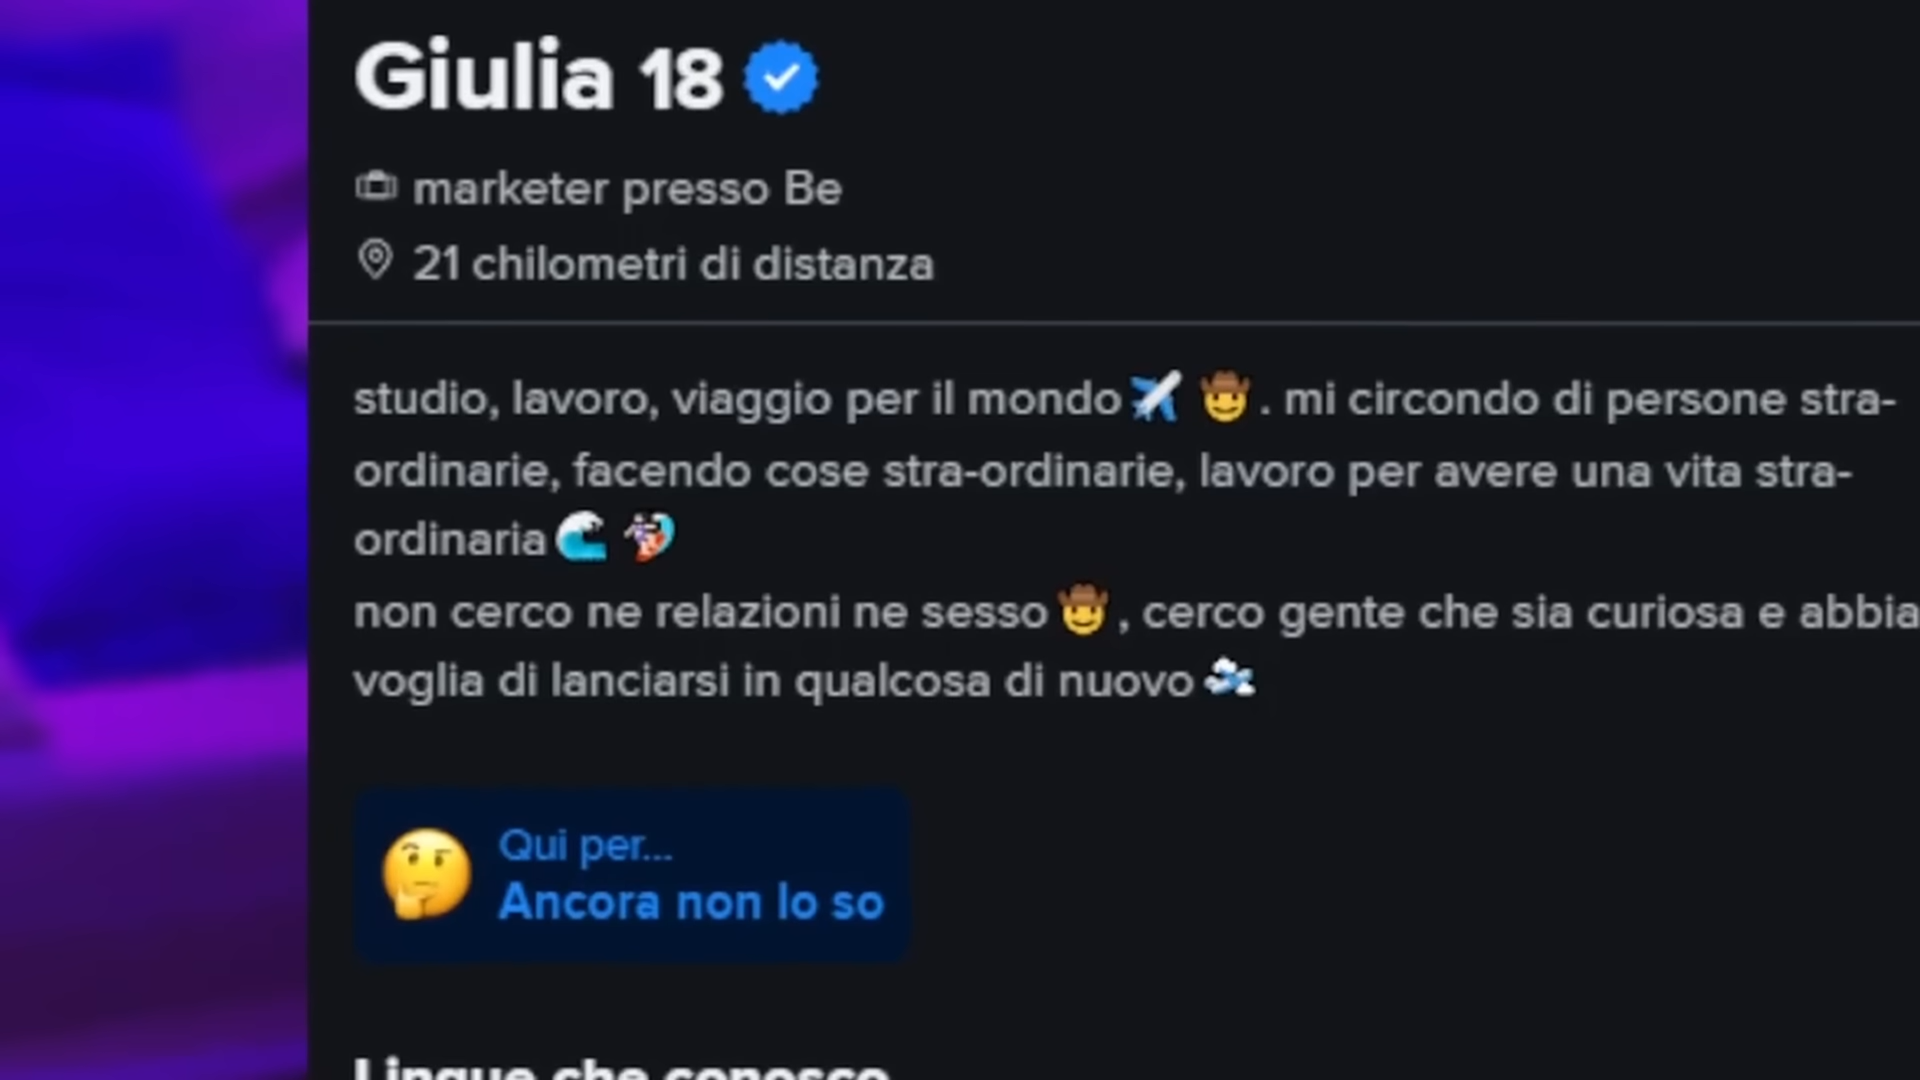 Giulia 18
marketer presso Be
21 chilometri di distanza
studio, lavoro, viaggio per il mondo ✈️ 🤠. mi circondo di persone stra-
ordinarie, facendo cose stra-ordinarie, lavoro per avere una vita stra-
ordinaria 🌊 🏄🏻‍♀️
non cerco ne relazioni ne sesso 🤠, cerco gente che sia curiosa e abbia
voglia di lanciarsi in qualcosa di nuovo 🌬️
Qui per...
Ancora non lo so
Lingue che conosco